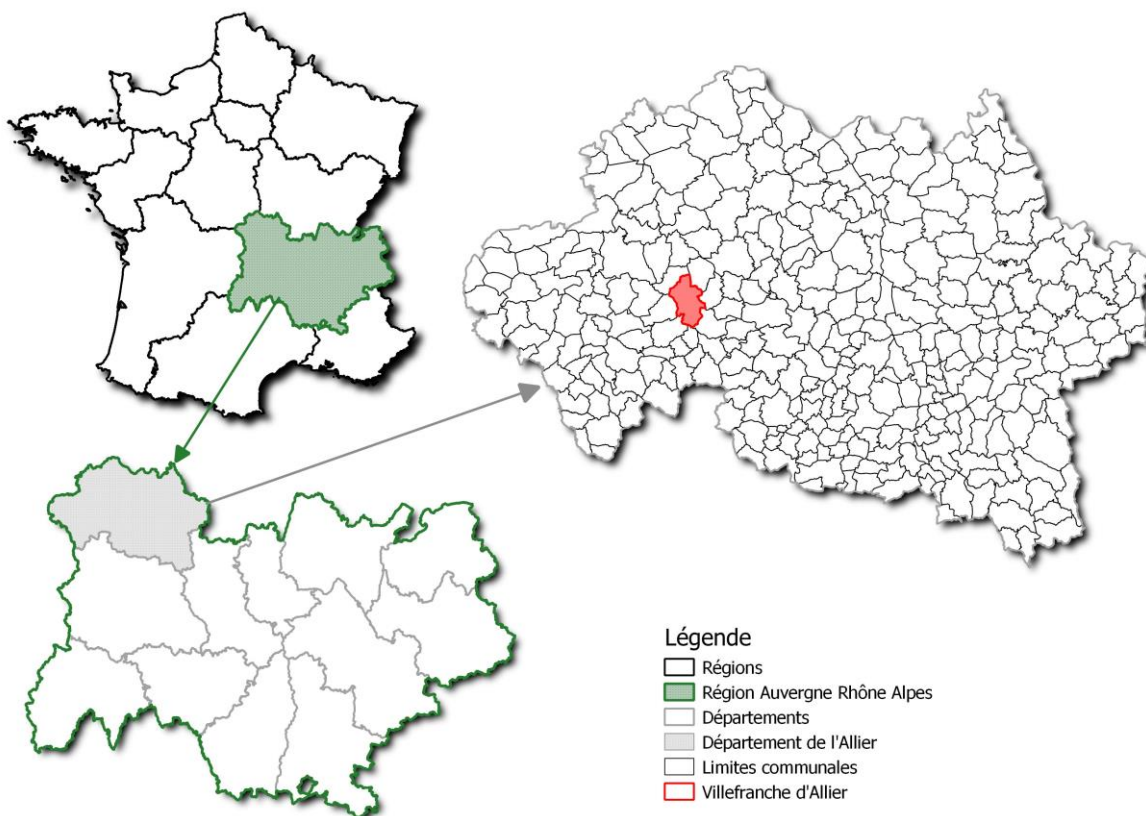 Légende
Régions
Région Auvergne Rhône Alpes
Départements
Département de l'Allier
Limites communales
Villefranche d'Allier